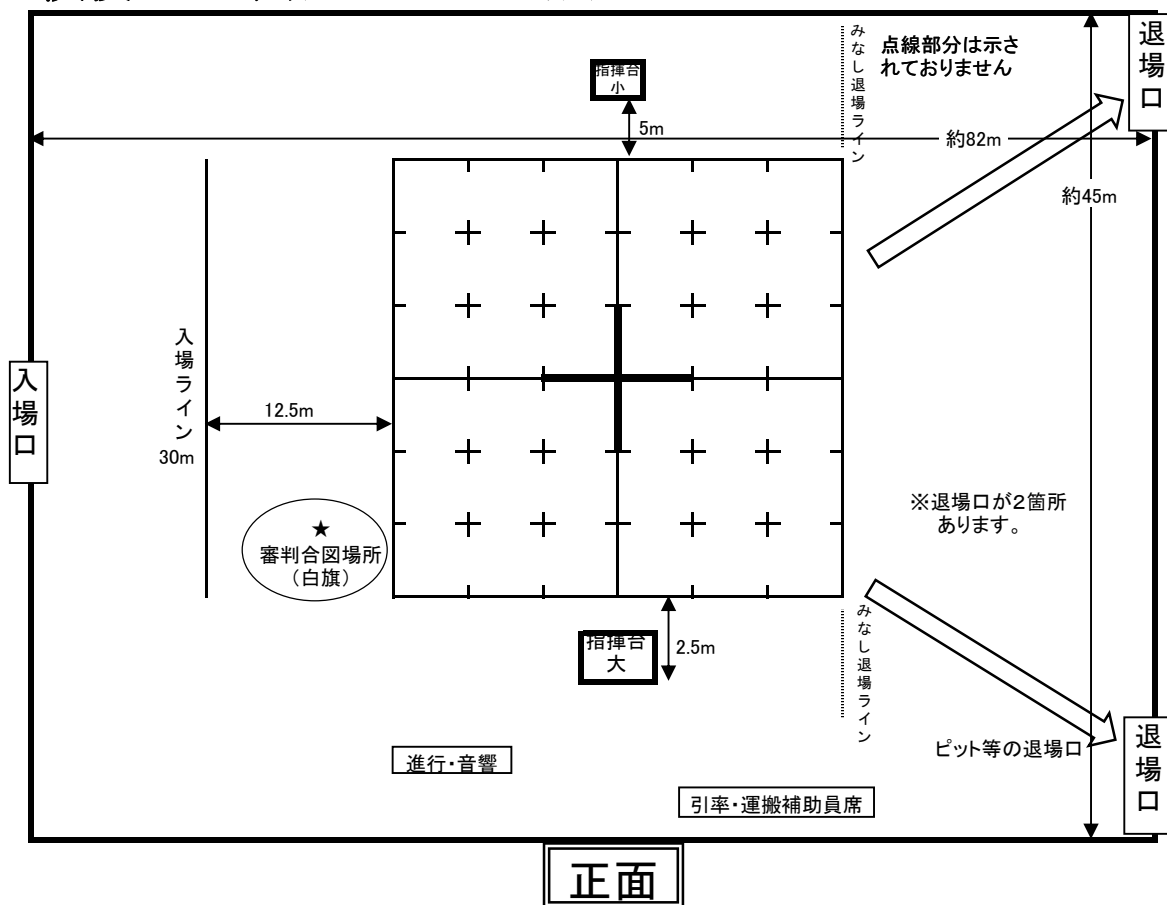 退場口
みなし退場ライン
点線部分は示さ
れておりません
指揮台
小
5m
約82m
約45m
入場ライン
30m
12.5m
入場口
★
審判合図場所
（白旗）
※退場口が2箇所
あります。
指揮台
大
2.5m
みなし退場ライン
ピット等の退場口
退場口
進行・音響
引率・運搬補助員席
正面